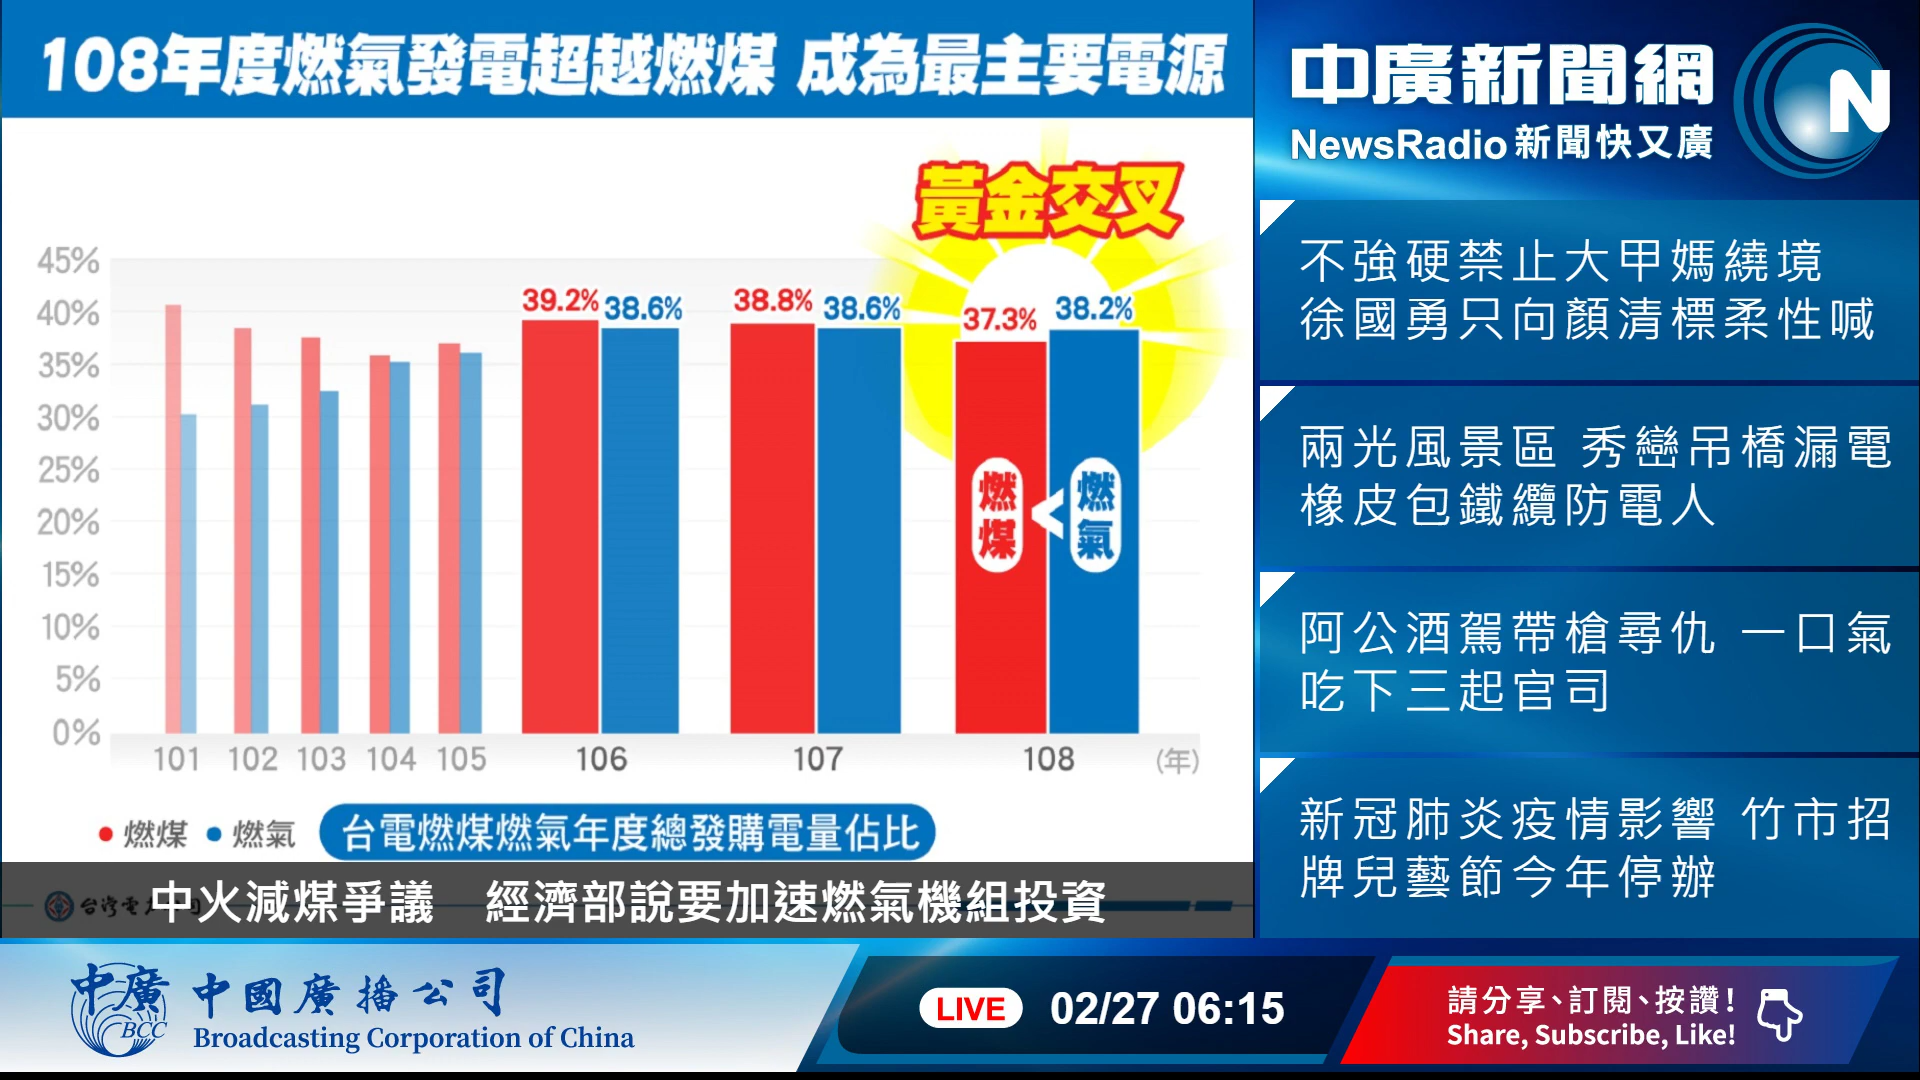 108年度燃氣發電超越燃煤 成為最主要電源
黃金交叉
45%
40%
35%
30%
25%
20%
15%
10%
5%
0%
39.2% 38.6%
38.8% 38.6%
37.3% 38.2%
燃煤 < 燃氣
101 102 103 104 105 106 107 108 (年)
燃煤 燃氣 台電燃煤燃氣年度總發購電量佔比
中火減煤爭議 經濟部說要加速燃氣機組投資
中廣新聞網
NewsRadio 新聞快又廣
N
不強硬禁止大甲媽繞境
徐國勇只向顏清標柔性喊
兩光風景區 秀巒吊橋漏電
橡皮包鐵纜防電人
阿公酒駕帶槍尋仇 一口氣
吃下三起官司
新冠肺炎疫情影響 竹市招
牌兒藝節今年停辦
中廣 BCC
中國廣播公司
Broadcasting Corporation of China
LIVE 02/27 06:15
請分享、訂閱、按讚!
Share, Subscribe, Like!